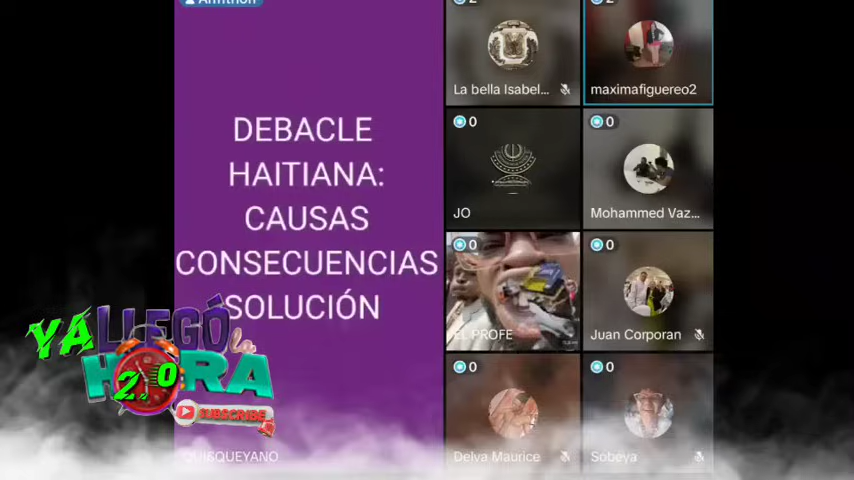 2
2
La bella Isabel...
maximafiguereo2
DEBACLE
HAITIANA:
CAUSAS
CONSECUENCIAS
SOLUCIÓN
0
0
JO
Mohammed Vaz...
0
0
EL PROFE
Juan Corporan
0
0
Delva Maurice
Sobeya
YA LLEGÓ la
HORA
2.0
SUBSCRIBE
QUISQUEYANO